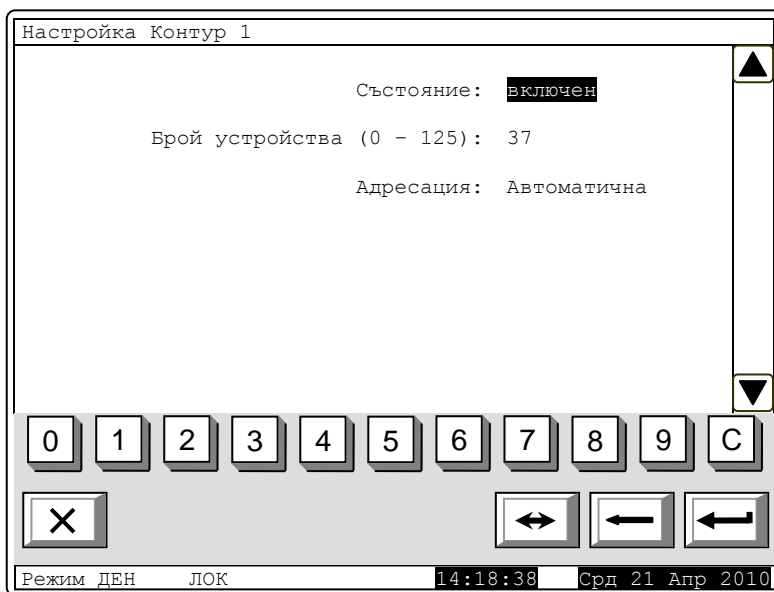 Настройка Контур 1
Състояние: включен
Брой устройства (0 – 125): 37
Адресация: Автоматична
0 1 2 3 4 5 6 7 8 9 C
Режим ДЕН ЛОК 14:18:38 Срд 21 Апр 2010